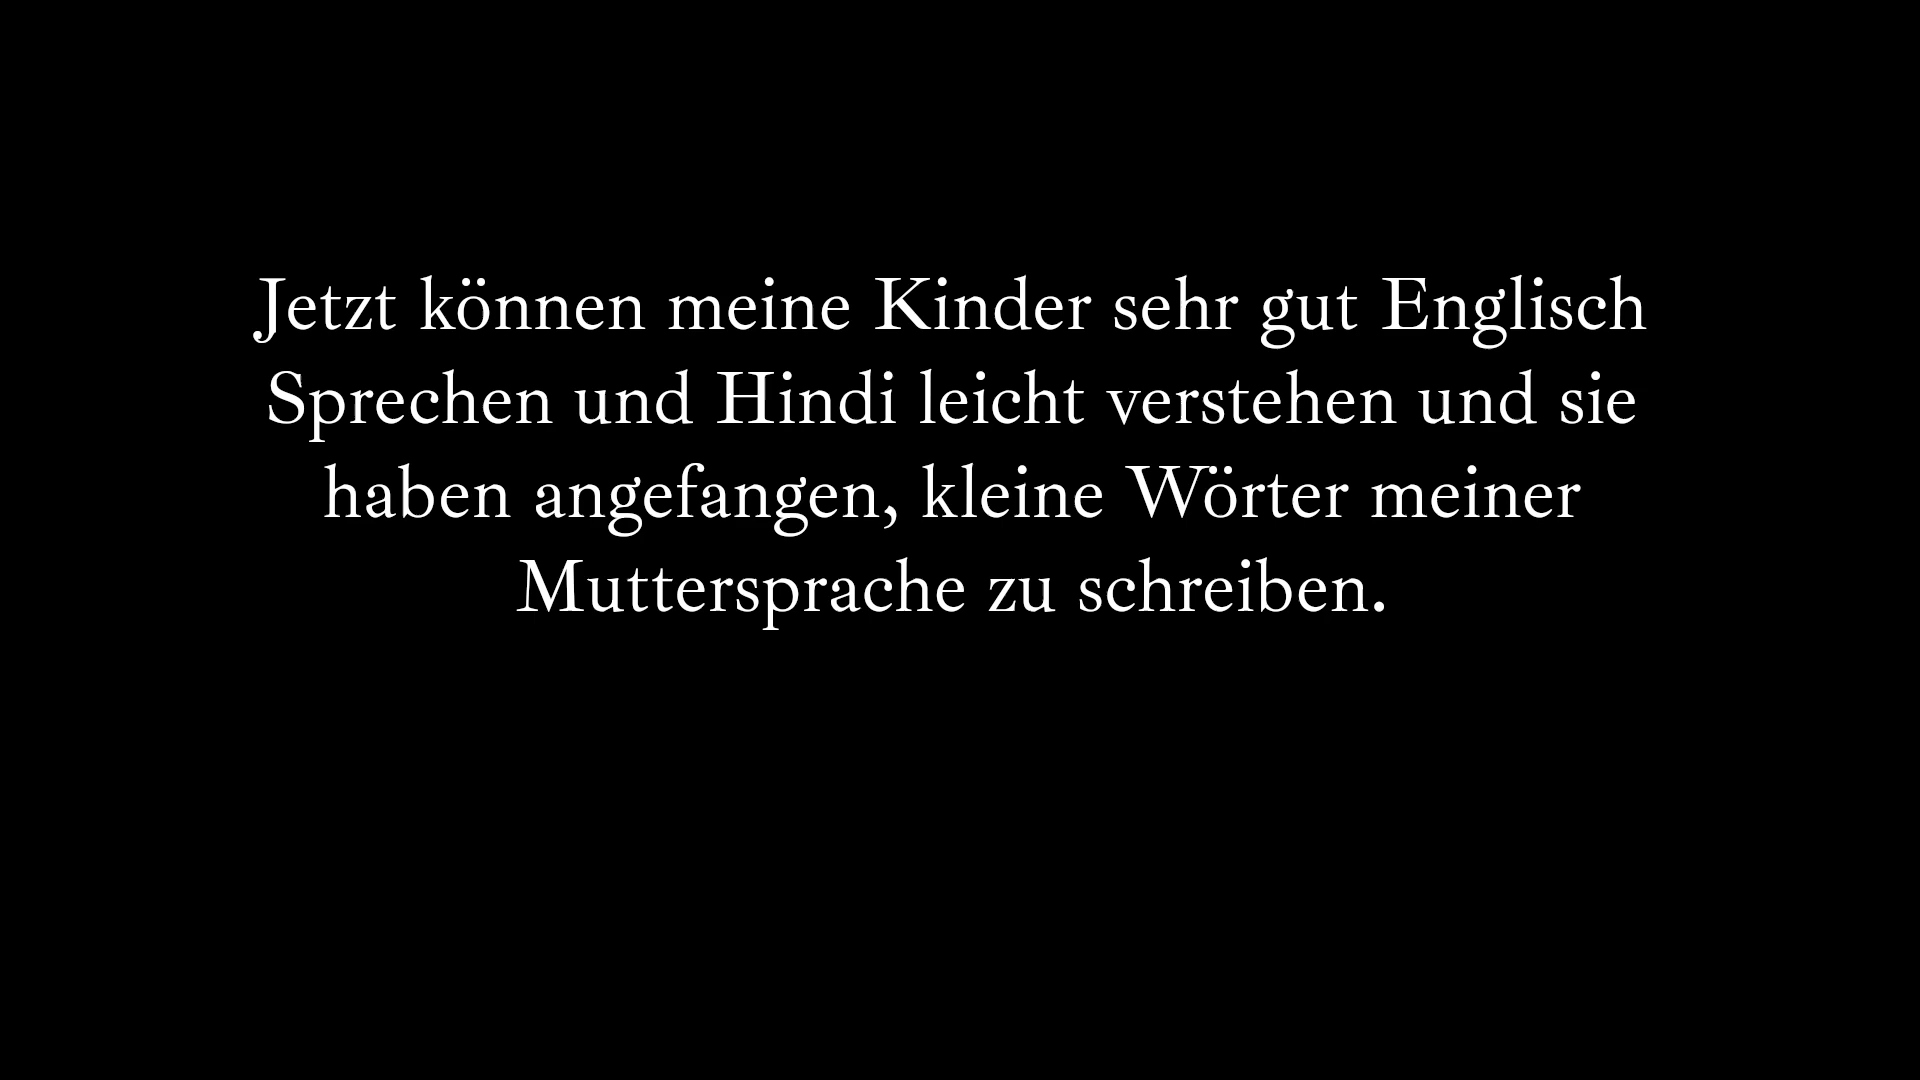 Jetzt können meine Kinder sehr gut Englisch
Sprechen und Hindi leicht verstehen und sie
haben angefangen, kleine Wörter meiner
Muttersprache zu schreiben.